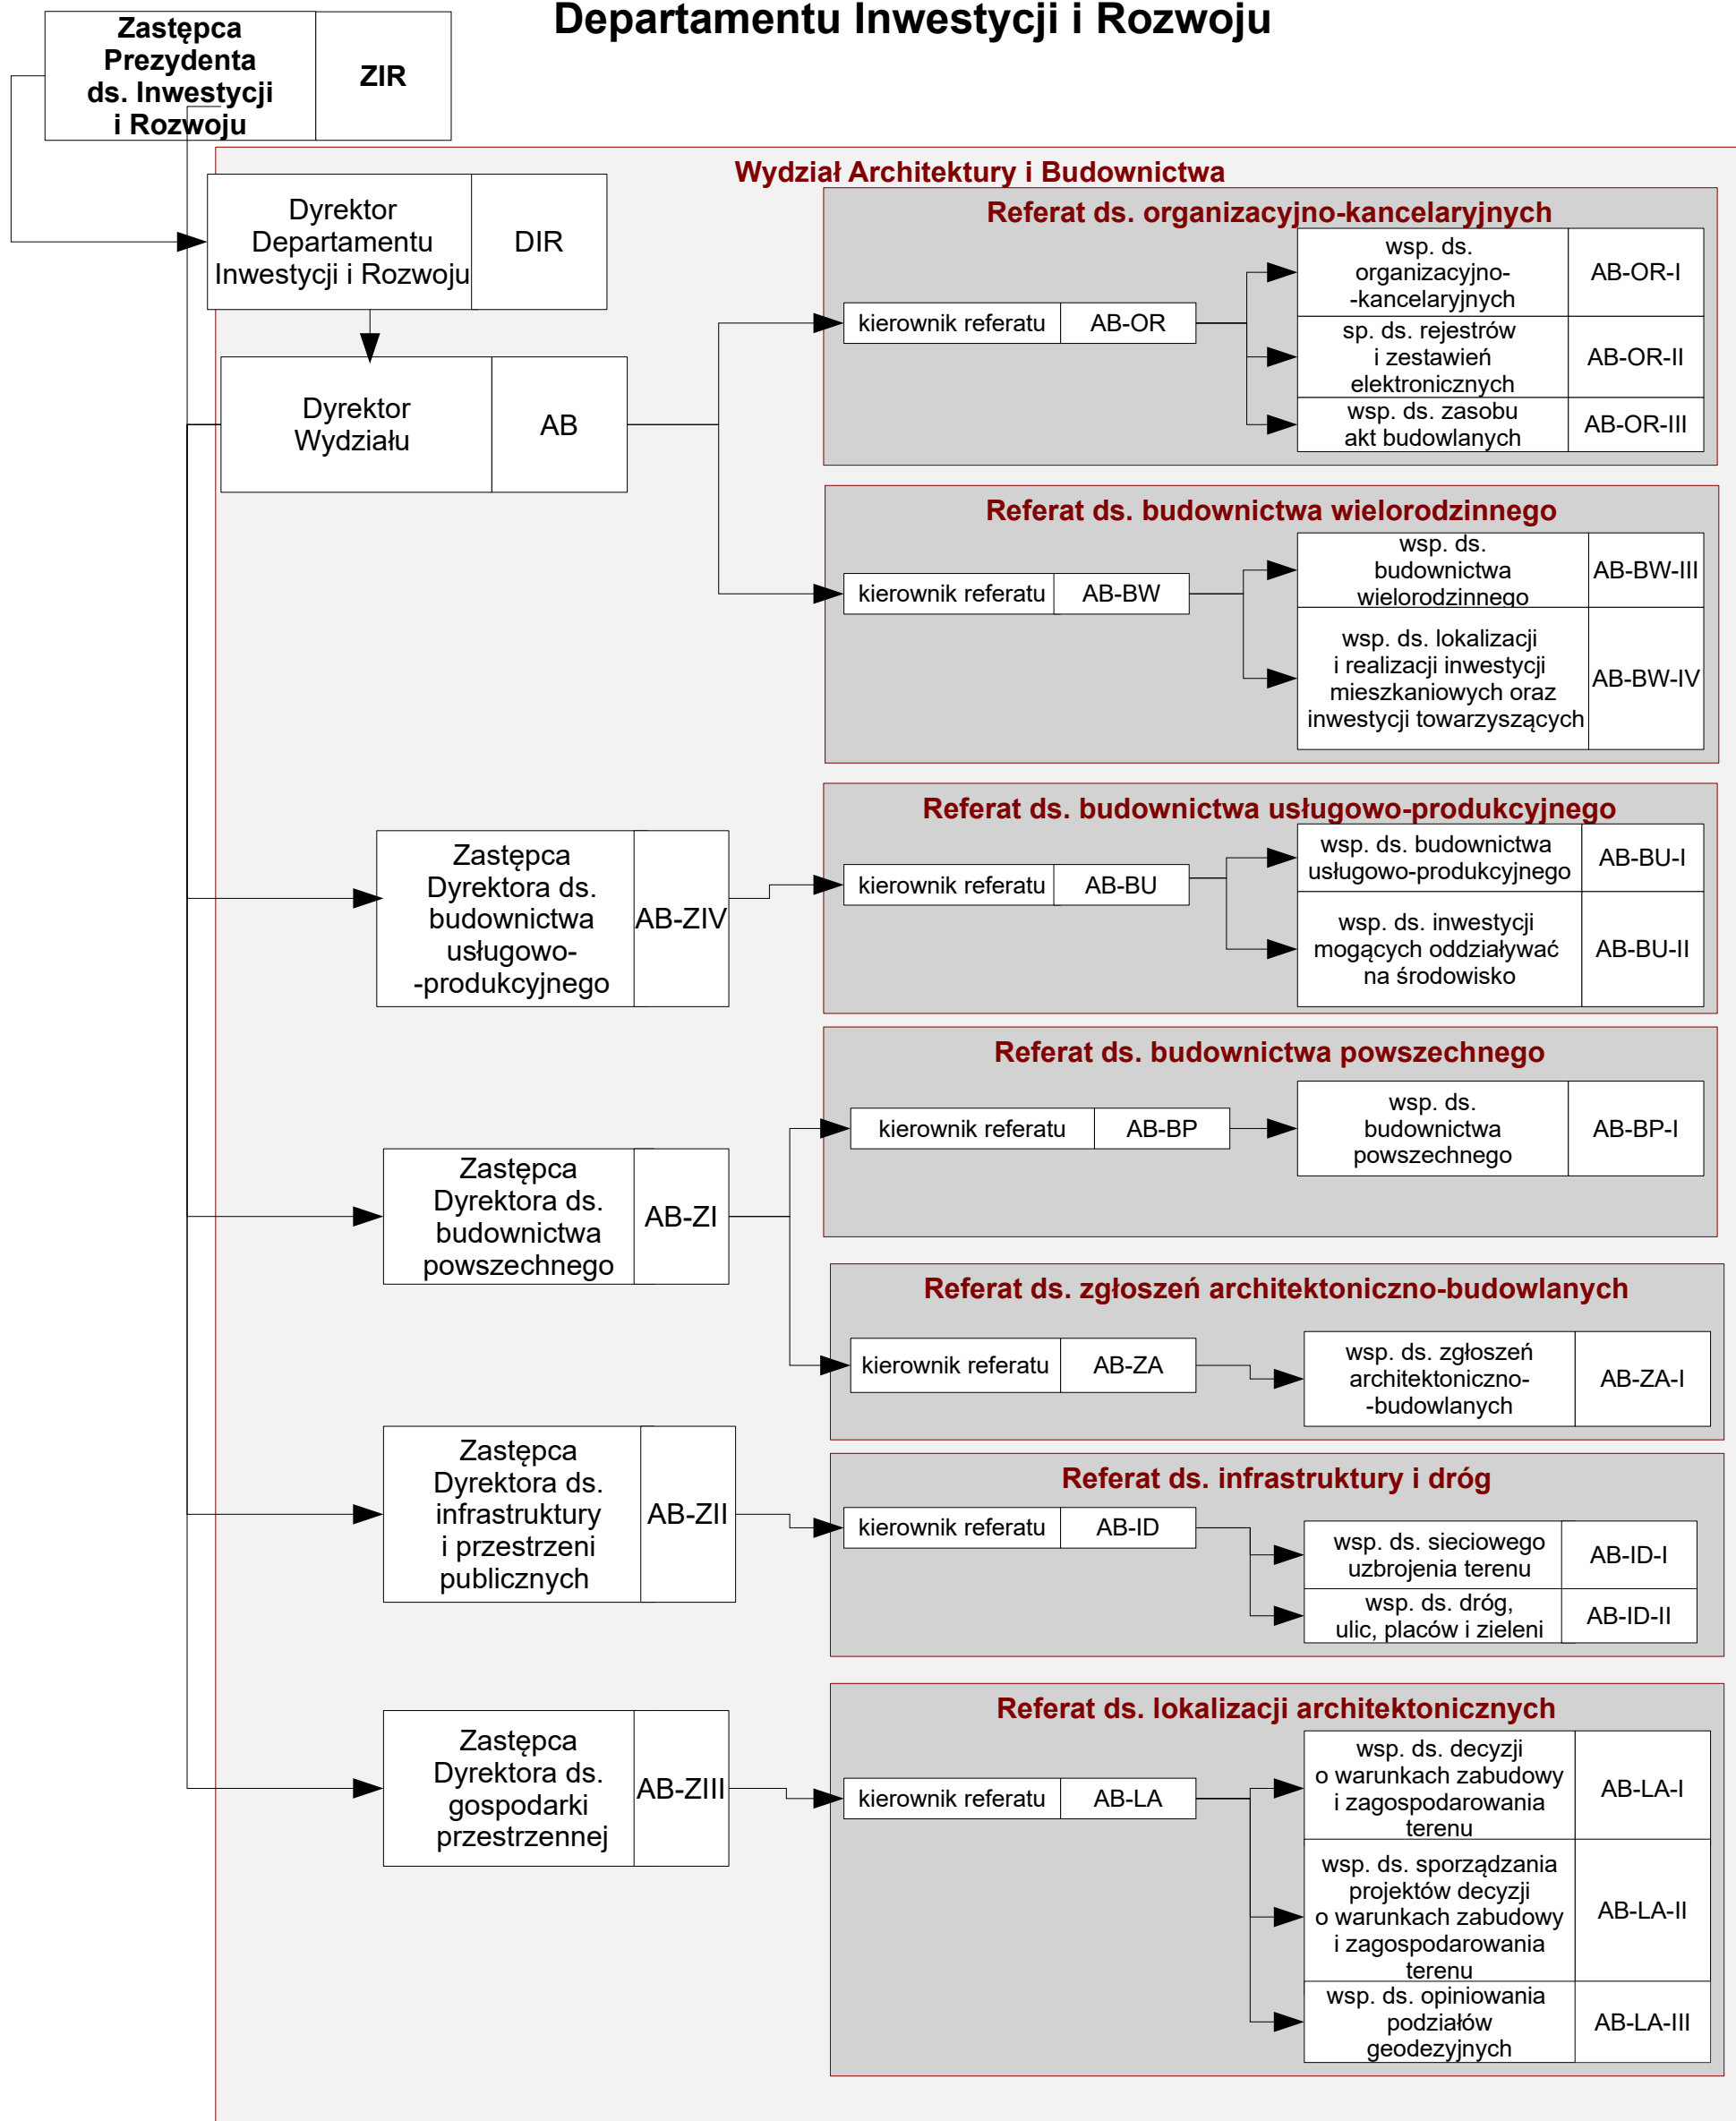 Departamentu Inwestycji i Rozwoju
Zastępca
Prezydenta
ds. Inwestycji
i Rozwoju
ZIR
Wydział Architektury i Budownictwa
Dyrektor
Departamentu
Inwestycji i Rozwoju
DIR
Dyrektor
Wydziału
AB
Referat ds. organizacyjno-kancelaryjnych
kierownik referatu
AB-OR
wsp. ds.
organizacyjno-
-kancelaryjnych
AB-OR-I
sp. ds. rejestrów
i zestawień
elektronicznych
AB-OR-II
wsp. ds. zasobu
akt budowlanych
AB-OR-III
Referat ds. budownictwa wielorodzinnego
kierownik referatu
AB-BW
wsp. ds.
budownictwa
wielorodzinnego
AB-BW-III
wsp. ds. lokalizacji
i realizacji inwestycji
mieszkaniowych oraz
inwestycji towarzyszących
AB-BW-IV
Zastępca
Dyrektora ds.
budownictwa
usługowo-
-produkcyjnego
AB-ZIV
Referat ds. budownictwa usługowo-produkcyjnego
kierownik referatu
AB-BU
wsp. ds. budownictwa
usługowo-produkcyjnego
AB-BU-I
wsp. ds. inwestycji
mogących oddziaływać
na środowisko
AB-BU-II
Zastępca
Dyrektora ds.
budownictwa
powszechnego
AB-ZI
Referat ds. budownictwa powszechnego
kierownik referatu
AB-BP
wsp. ds.
budownictwa
powszechnego
AB-BP-I
Referat ds. zgłoszeń architektoniczno-budowlanych
kierownik referatu
AB-ZA
wsp. ds. zgłoszeń
architektoniczno-
-budowlanych
AB-ZA-I
Zastępca
Dyrektora ds.
infrastruktury
i przestrzeni
publicznych
AB-ZII
Referat ds. infrastruktury i dróg
kierownik referatu
AB-ID
wsp. ds. sieciowego
uzbrojenia terenu
AB-ID-I
wsp. ds. dróg,
ulic, placów i zieleni
AB-ID-II
Zastępca
Dyrektora ds.
gospodarki
przestrzennej
AB-ZIII
Referat ds. lokalizacji architektonicznych
kierownik referatu
AB-LA
wsp. ds. decyzji
o warunkach zabudowy
i zagospodarowania
terenu
AB-LA-I
wsp. ds. sporządzania
projektów decyzji
o warunkach zabudowy
i zagospodarowania
terenu
AB-LA-II
wsp. ds. opiniowania
podziałów
geodezyjnych
AB-LA-III